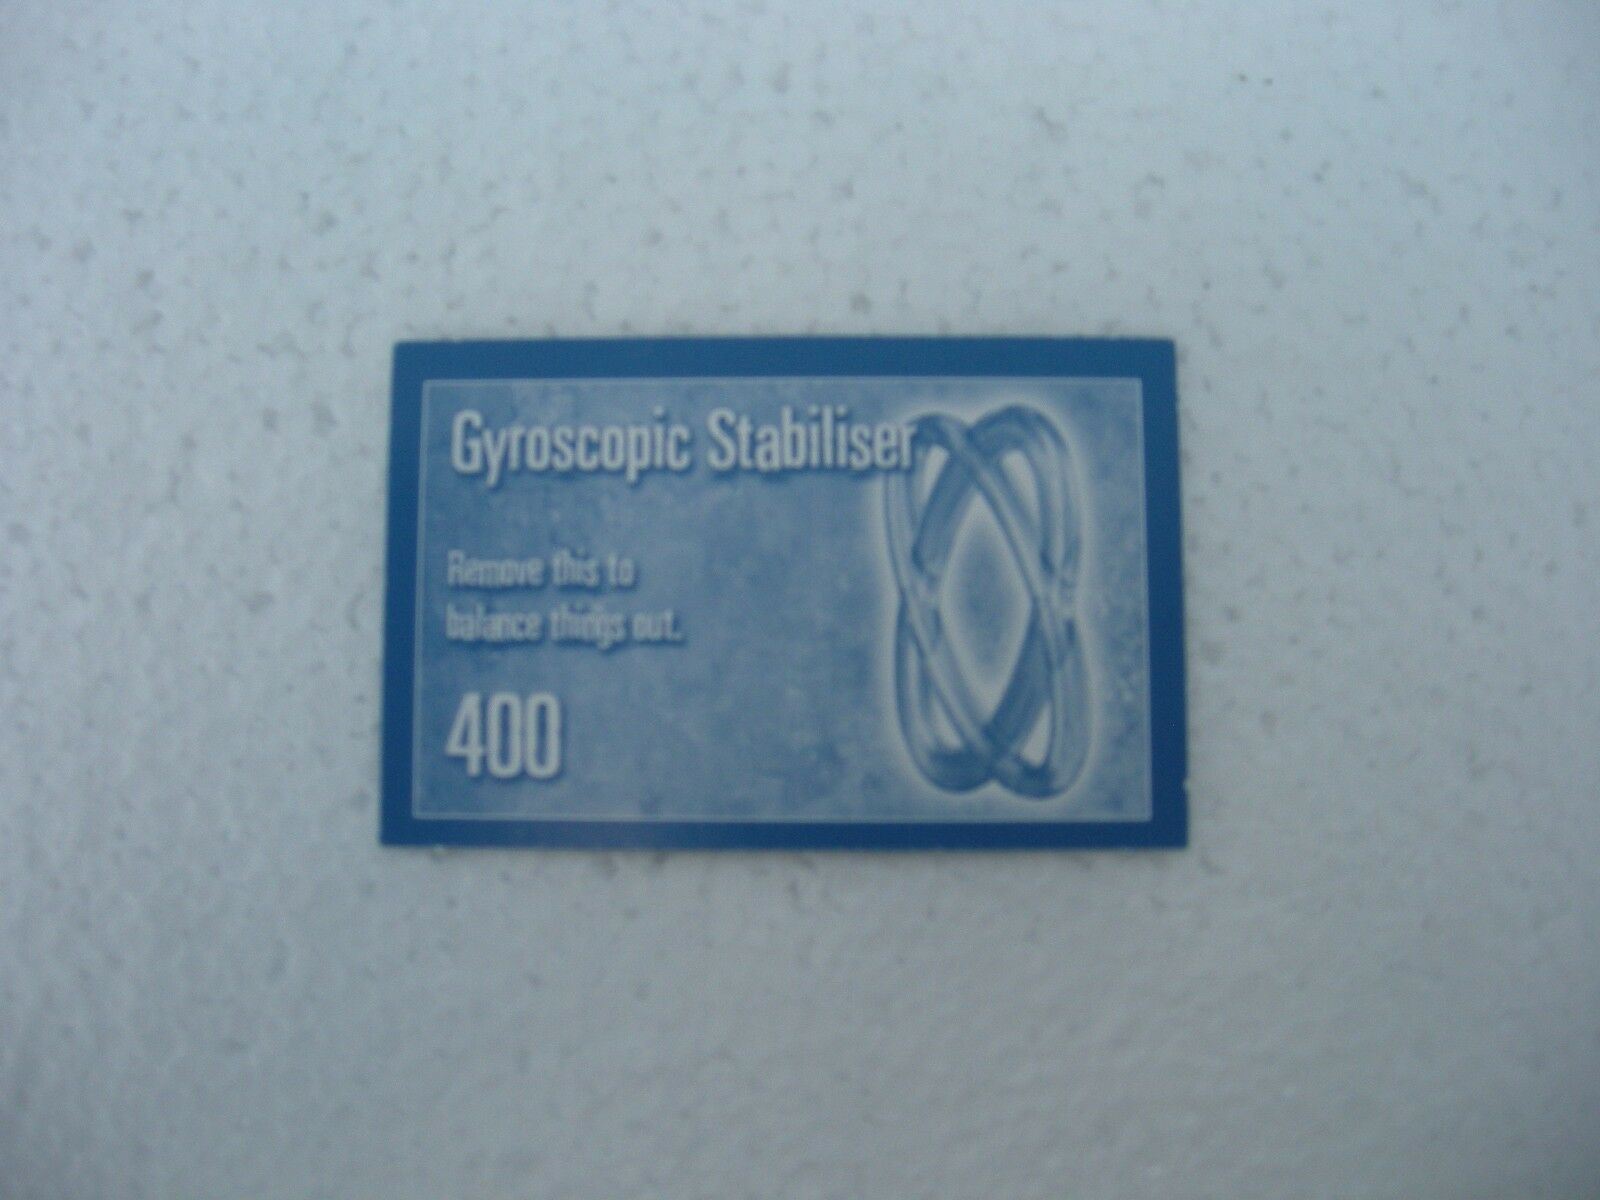 Gyroscopic Stabiliser
Remove this to
balance things out.
400